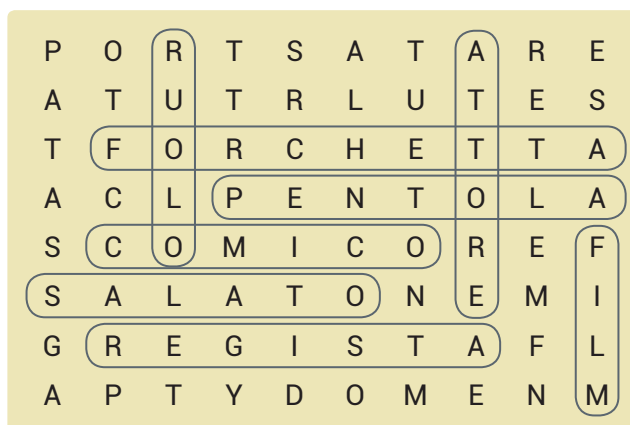 P O R T S A T A R E
A T U T R L U T E S
T F O R C H E T T A
A C L P E N T O L A
S C O M I C O R E F
S A L A T O N E M I
G R E G I S T A F L
A P T Y D O M E N M